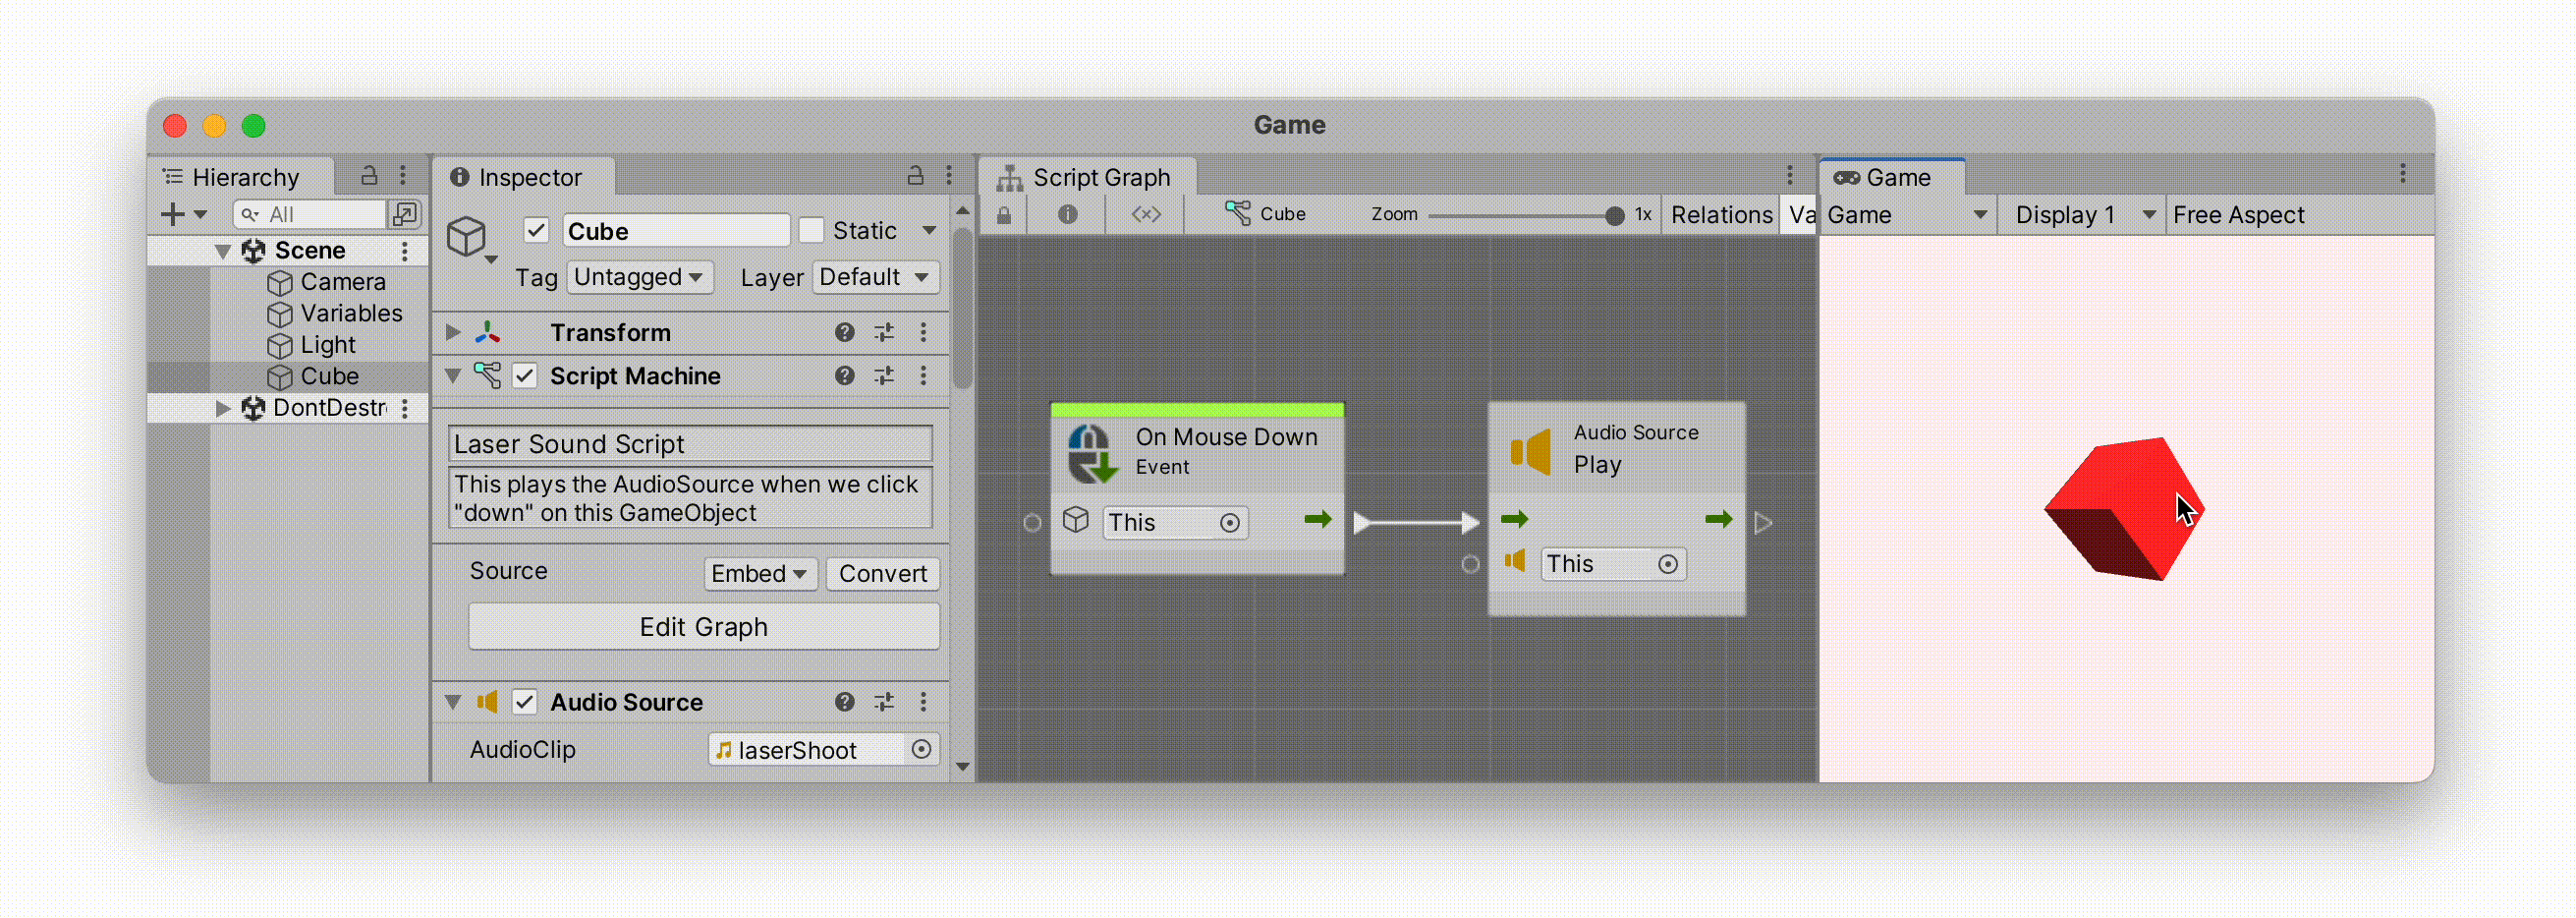 Game
Hierarchy
All
Scene
Camera
Variables
Light
Cube
DontDestr
Inspector
Cube
Static
Tag Untagged Layer Default
Transform
Script Machine
Laser Sound Script
This plays the AudioSource when we click
"down" on this GameObject
Source Embed Convert
Edit Graph
Audio Source
AudioClip laserShoot
Script Graph
Cube Zoom 1x Relations Va
On Mouse Down
Event
This
Audio Source
Play
This
Game
Game Display 1 Free Aspect